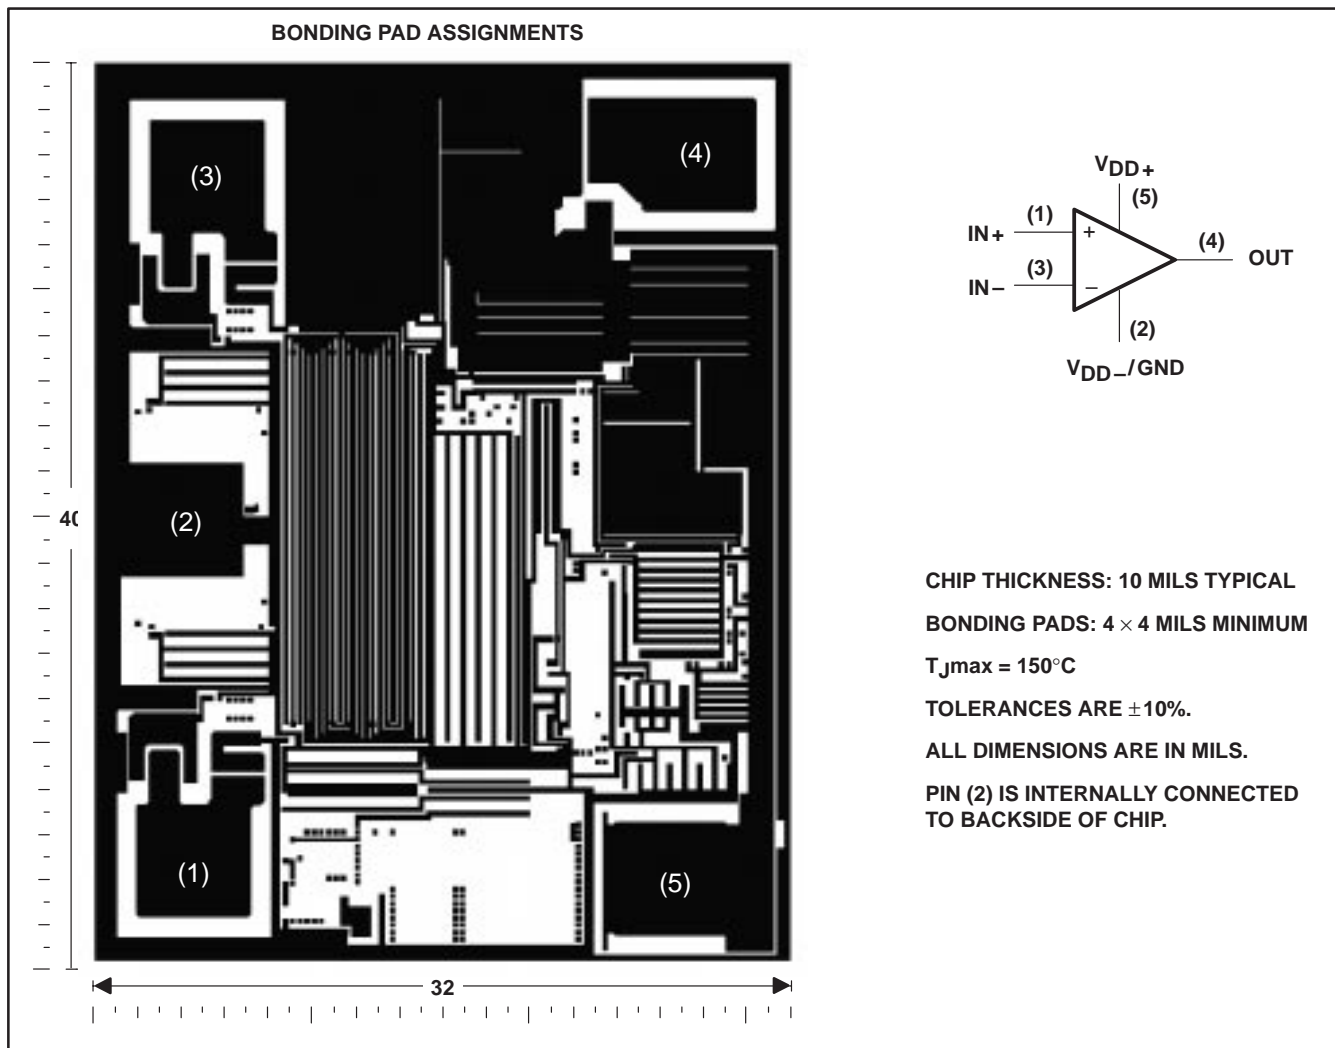 BONDING PAD ASSIGNMENTS
(3)
(4)
(2)
(1)
(5)
40
32
VDD+
(5)
(1)
IN+
+
(4)
OUT
(3)
IN−
−
(2)
VDD−/GND
CHIP THICKNESS: 10 MILS TYPICAL
BONDING PADS: 4 × 4 MILS MINIMUM
TJmax = 150°C
TOLERANCES ARE ±10%.
ALL DIMENSIONS ARE IN MILS.
PIN (2) IS INTERNALLY CONNECTED
TO BACKSIDE OF CHIP.